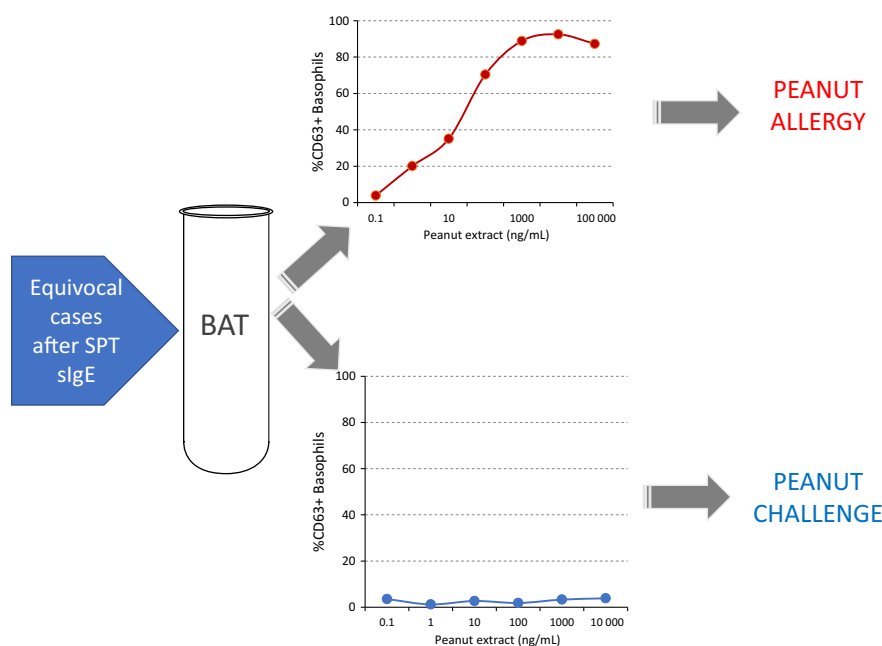 Equivocal
cases
after SPT
sIgE
BAT
%CD63+ Basophils
100
80
60
40
20
0
0.1 10 1000 100 000
Peanut extract (ng/mL)
PEANUT
ALLERGY
%CD63+ Basophils
100
80
60
40
20
0
0.1 1 10 100 1000 10 000
Peanut extract (ng/mL)
PEANUT
CHALLENGE